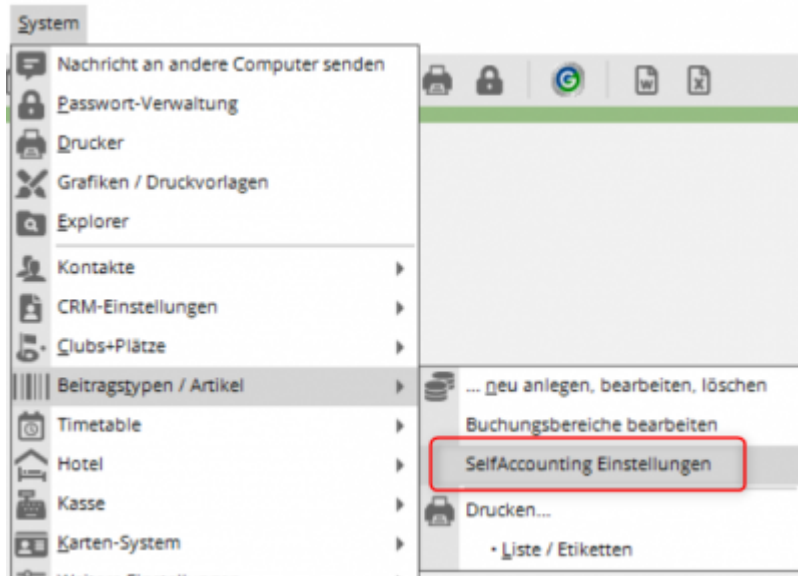 System
Nachricht an andere Computer senden
Passwort-Verwaltung
Drucker
Grafiken / Druckvorlagen
Explorer
Kontakte
CRM-Einstellungen
Clubs+Plätze
Beitragstypen / Artikel
... neu anlegen, bearbeiten, löschen
Timetable
Buchungsbereiche bearbeiten
Hotel
SelfAccounting Einstellungen
Kasse
Drucken...
Karten-System
• Liste / Etiketten